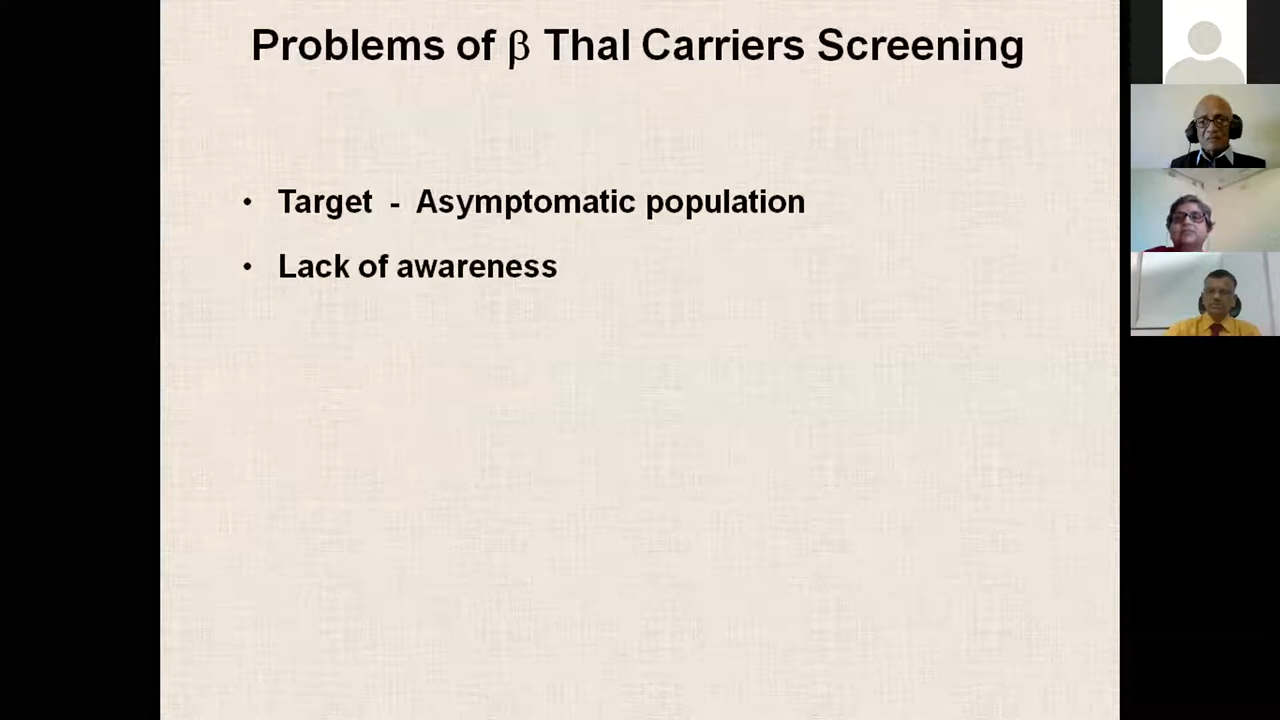 Problems of β Thal Carriers Screening
• Target - Asymptomatic population
• Lack of awareness